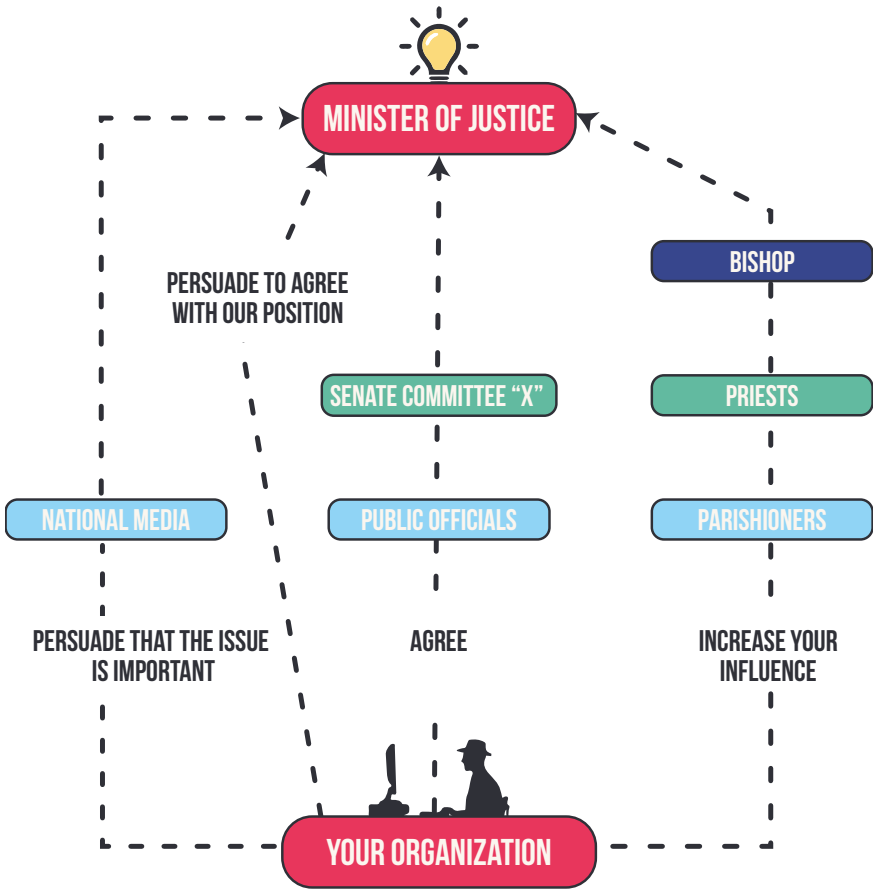 MINISTER OF JUSTICE
BISHOP
PERSUADE TO AGREE
WITH OUR POSITION
SENATE COMMITTEE “X”
PRIESTS
NATIONAL MEDIA
PUBLIC OFFICIALS
PARISHIONERS
PERSUADE THAT THE ISSUE
IS IMPORTANT
AGREE
INCREASE YOUR
INFLUENCE
YOUR ORGANIZATION